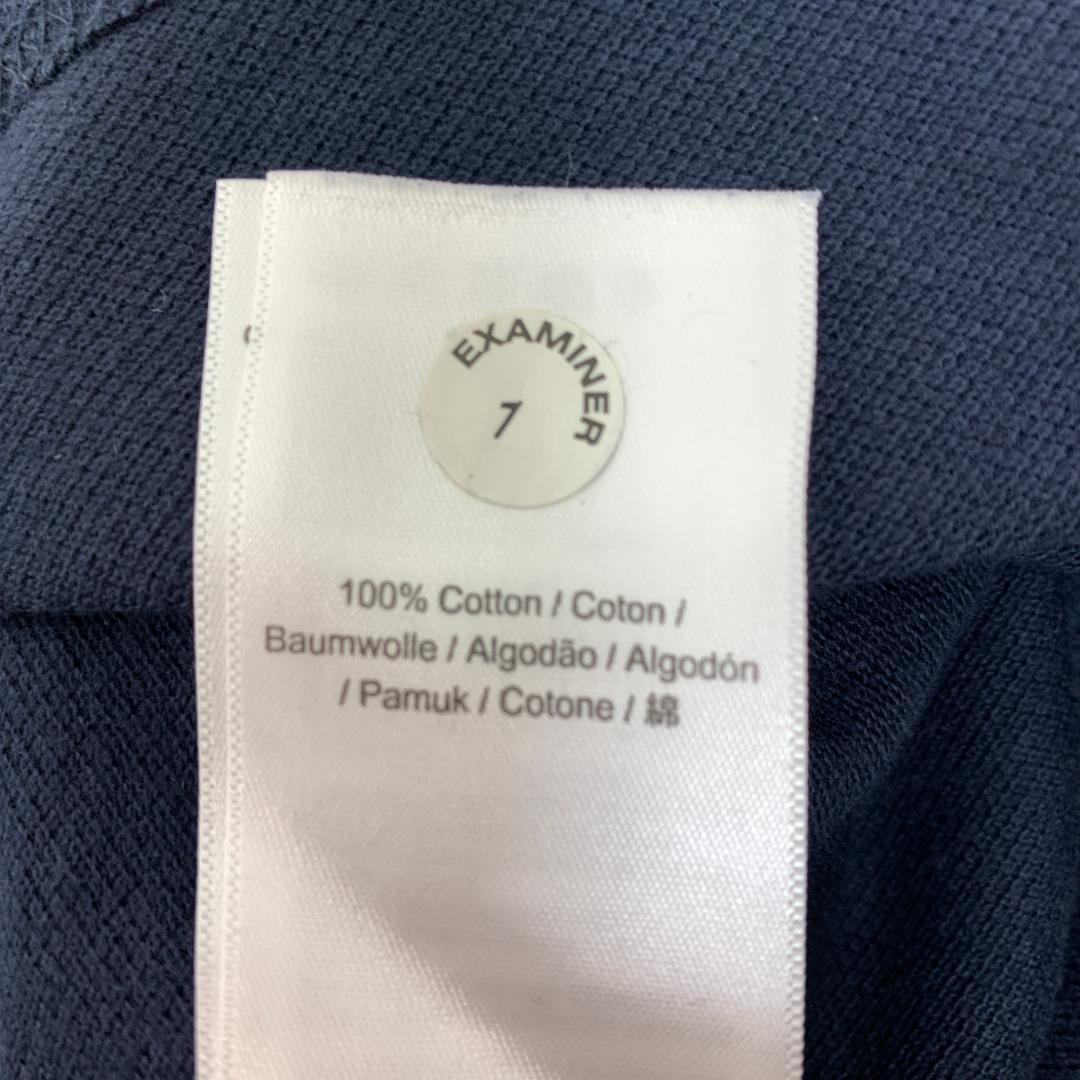 EXAMINER
7
100% Cotton / Coton /
Baumwolle / Algodão / Algodón
/ Pamuk / Cotone / 綿